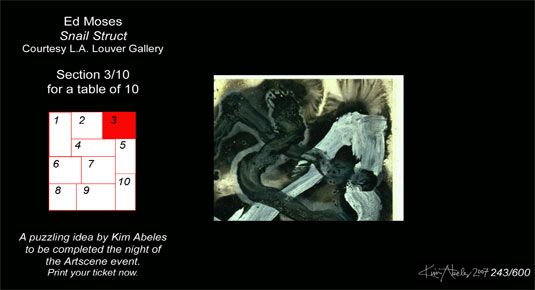 Ed Moses
Snail Struct
Courtesy L.A. Louver Gallery
Section 3/10
for a table of 10
1 2 3
4 5
6 7
8 9 10
A puzzling idea by Kim Abeles
to be completed the night of
the Artscene event.
Print your ticket now.
Kim Abeles 2007 243/600